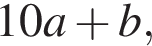 10a + b,